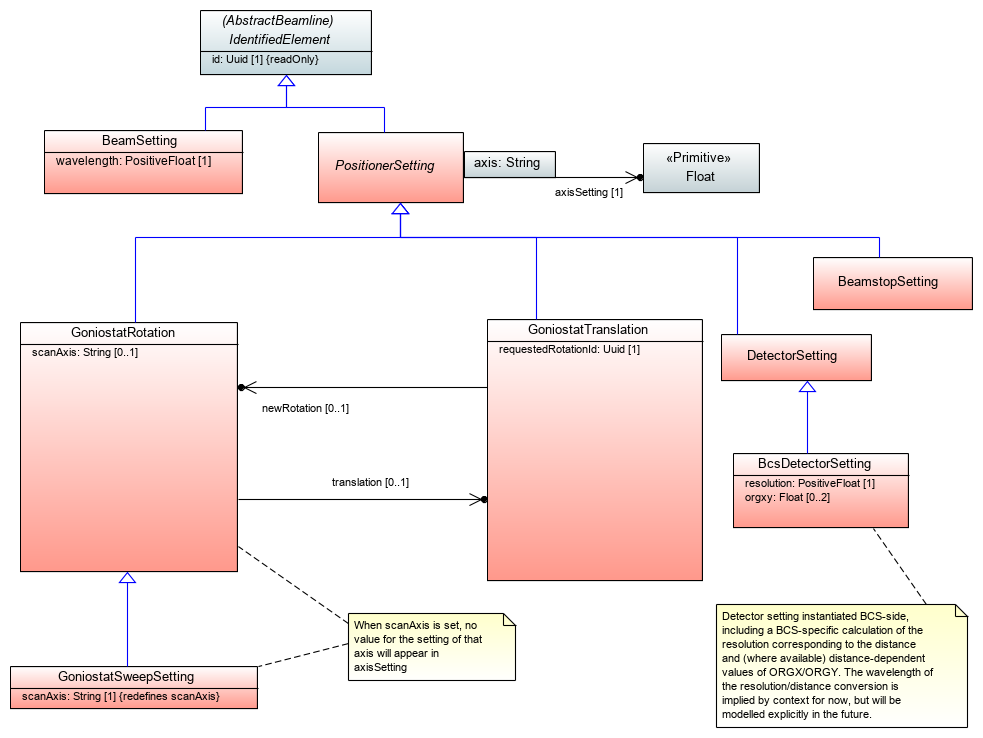 (AbstractBeamline)
IdentifiedElement
id: Uuid [1] {readOnly}
BeamSetting
wavelength: PositiveFloat [1]
PositionerSetting
axis: String
axisSetting [1]
«Primitive»
Float
BeamstopSetting
GoniostatRotation
scanAxis: String [0..1]
GoniostatTranslation
requestedRotationId: Uuid [1]
DetectorSetting
newRotation [0..1]
translation [0..1]
BcsDetectorSetting
resolution: PositiveFloat [1]
orgxy: Float [0..2]
GoniostatSweepSetting
scanAxis: String [1] {redefines scanAxis}
When scanAxis is set, no
value for the setting of that
axis will appear in
axisSetting
Detector setting instantiated BCS-side,
including a BCS-specific calculation of the
resolution corresponding to the distance
and (where available) distance-dependent
values of ORGX/ORGY. The wavelength of
the resolution/distance conversion is
implied by context for now, but will be
modelled explicitly in the future.